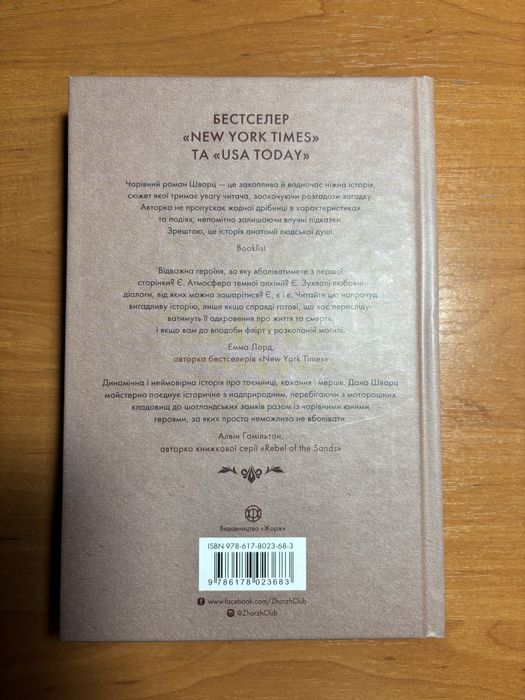 БЕСТСЕЛЕР
«NEW YORK TIMES»
ТА «USA TODAY»
Чарівний роман Шварц — це захоплива й водночас ніжна історія,
сюжет якої тримає увагу читача, заохочуючи розгадати загадку.
Авторка не пропускає жодної дрібниці в характеристиках
та подіях, непомітно залишаючи влучні підказки.
Зрештою, це історія анатомії людської душі.
Booklist
Відважна героїня, за яку вболіватимете з першої
сторінки? Є. Атмосфера темної алхімії? Є. Зухвалі любовні
діалоги, від яких можна зашарітися? Є, є і є. Читайте цю напрочуд
вигадливу історію, лише якщо справді готові, що вас переслідy-
ватимуть її одкровення про життя та смерть,
і якщо вам до вподоби флірт у розкопаній могилі.
Емма Лорд,
авторка бестселерів «New York Times»
Динамічна і неймовірна історія про таємниці, кохання і мерців. Дана Шварц
майстерно поєднує історичне з надприродним, перебігаючи з моторошних
кладовищ до шотландських замків разом із чарівними юними
героями, за яких просто неможливо не вболівати.
Алвін Гамільтон,
авторка книжкової серії «Rebel of the Sands»
Видавництво «Жорж»
ISBN 978-617-8023-68-3
9 786178 023683
www.facebook.com/ZhorzhClub
@ZhorzhClub